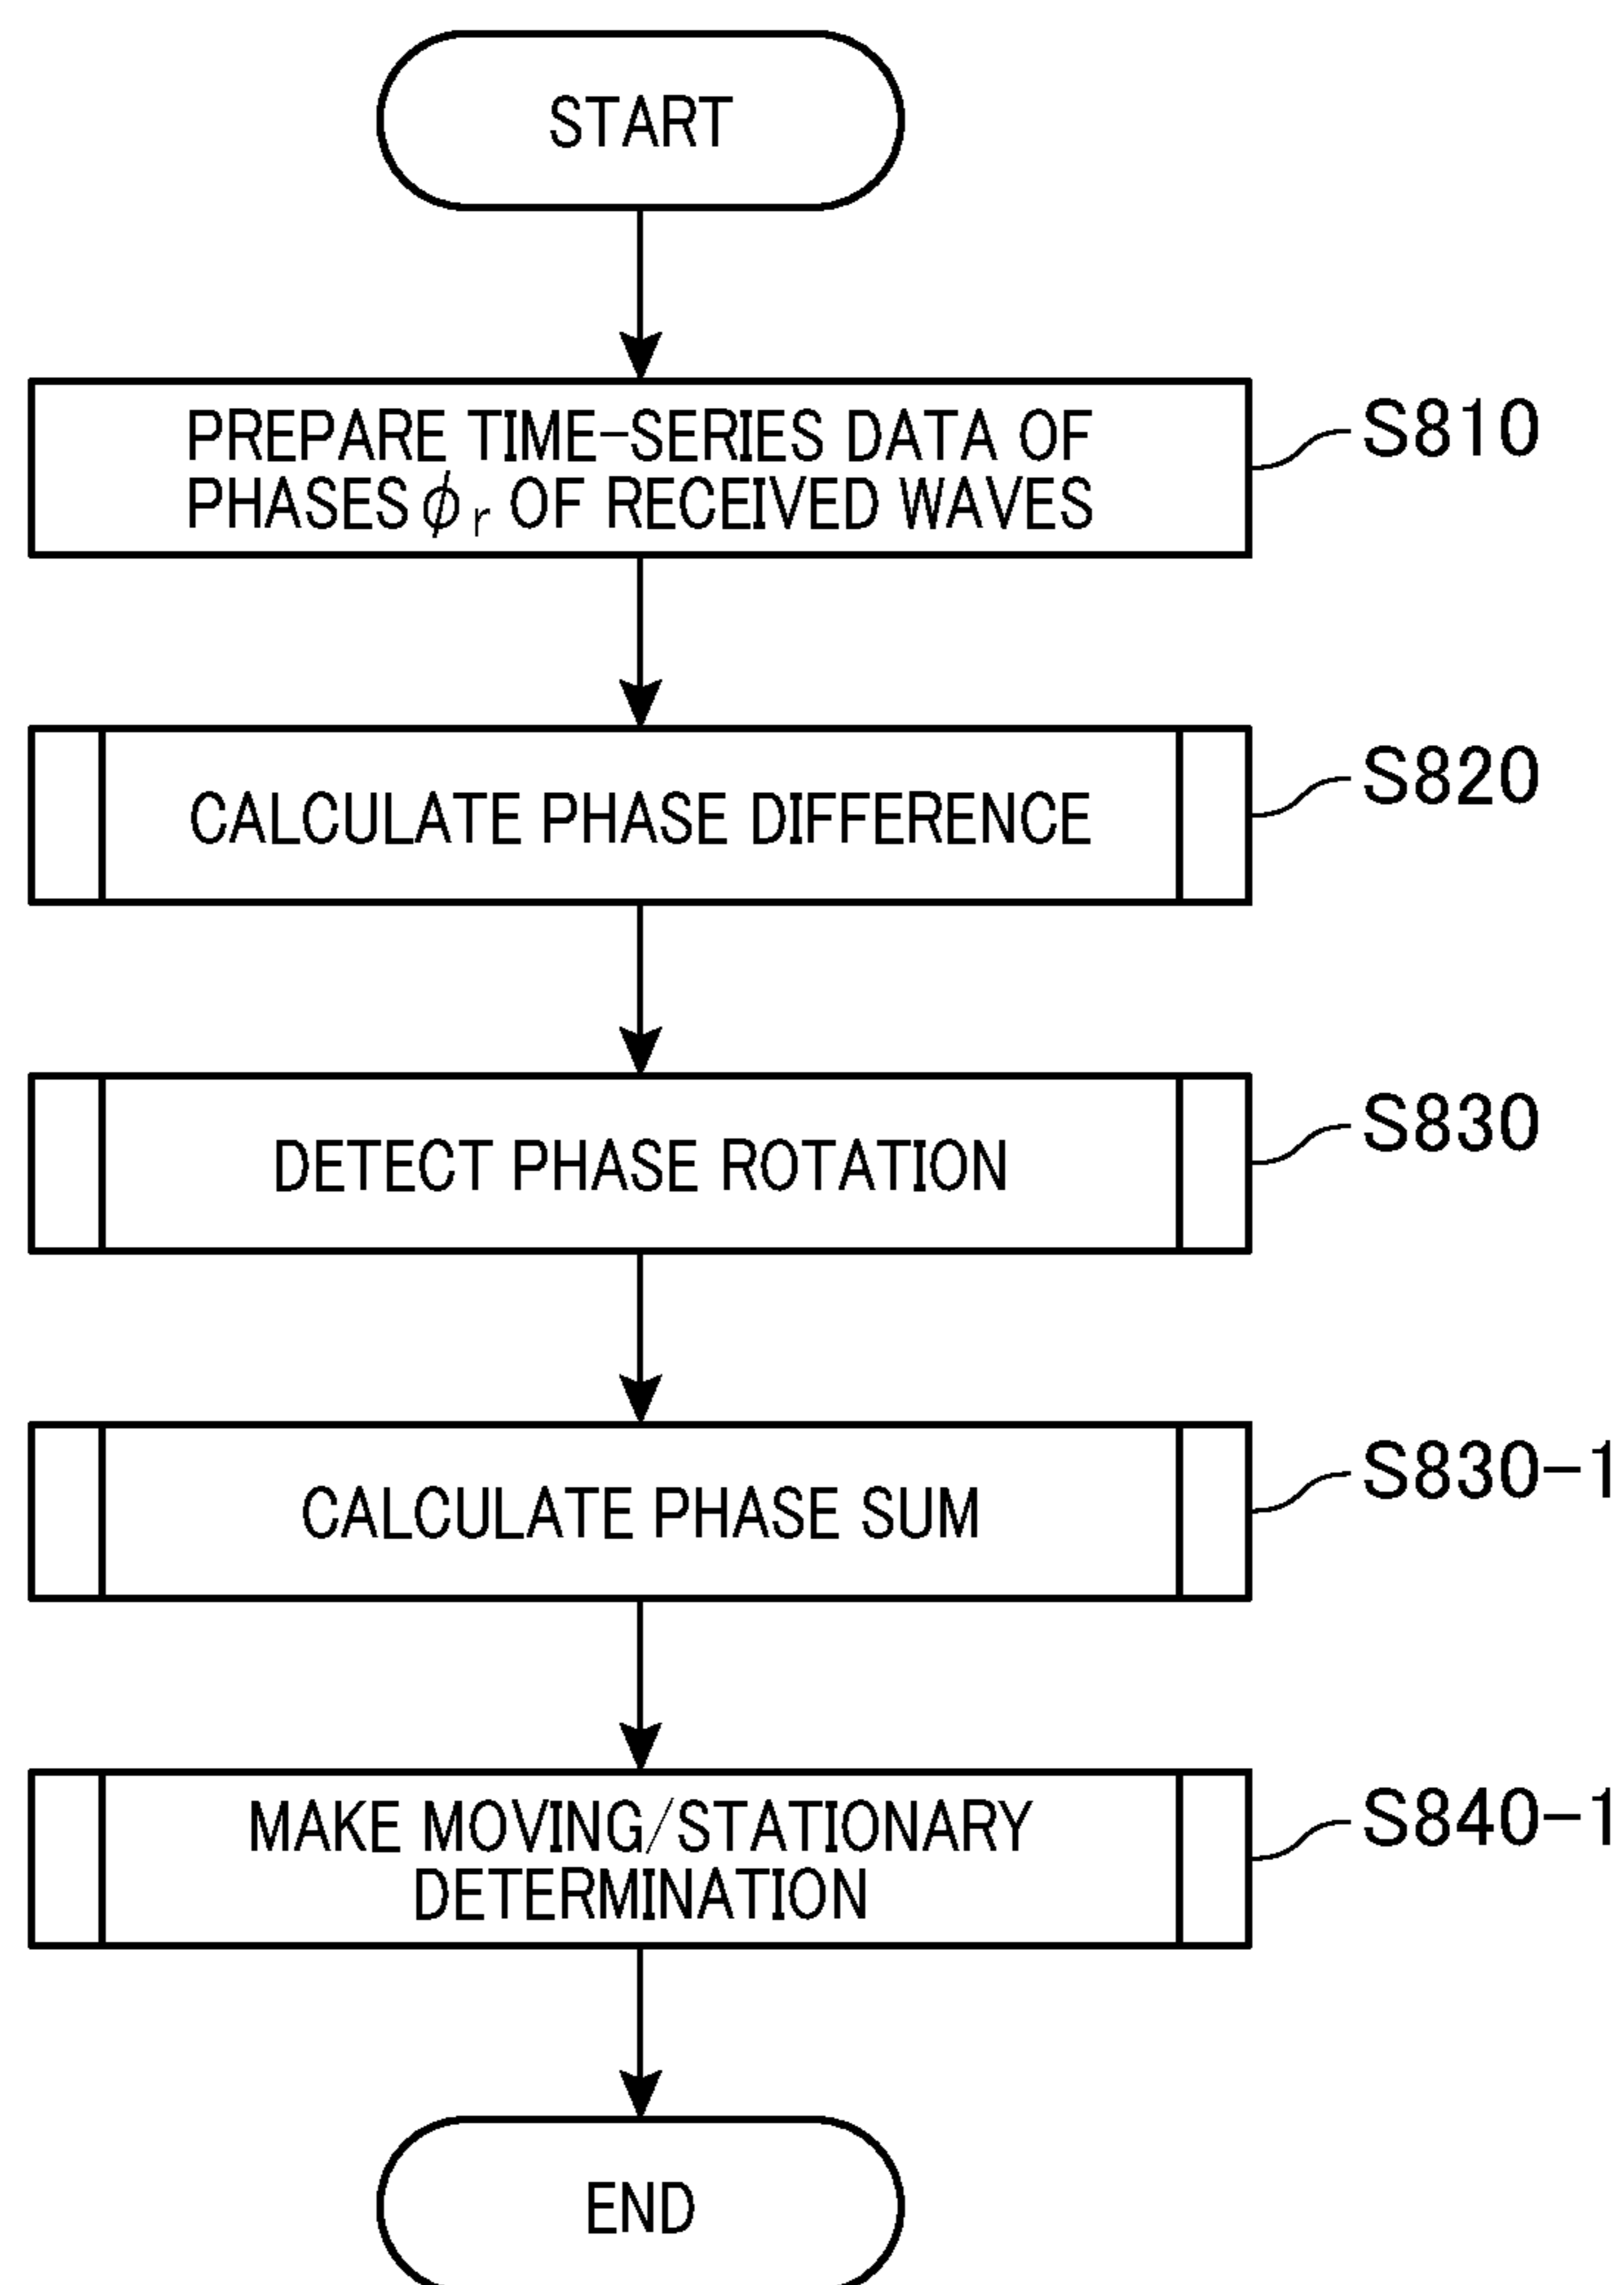 START
PREPARE TIME-SERIES DATA OF
PHASES ϕr OF RECEIVED WAVES
S810
CALCULATE PHASE DIFFERENCE
S820
DETECT PHASE ROTATION
S830
CALCULATE PHASE SUM
S830-1
MAKE MOVING/STATIONARY
DETERMINATION
S840-1
END